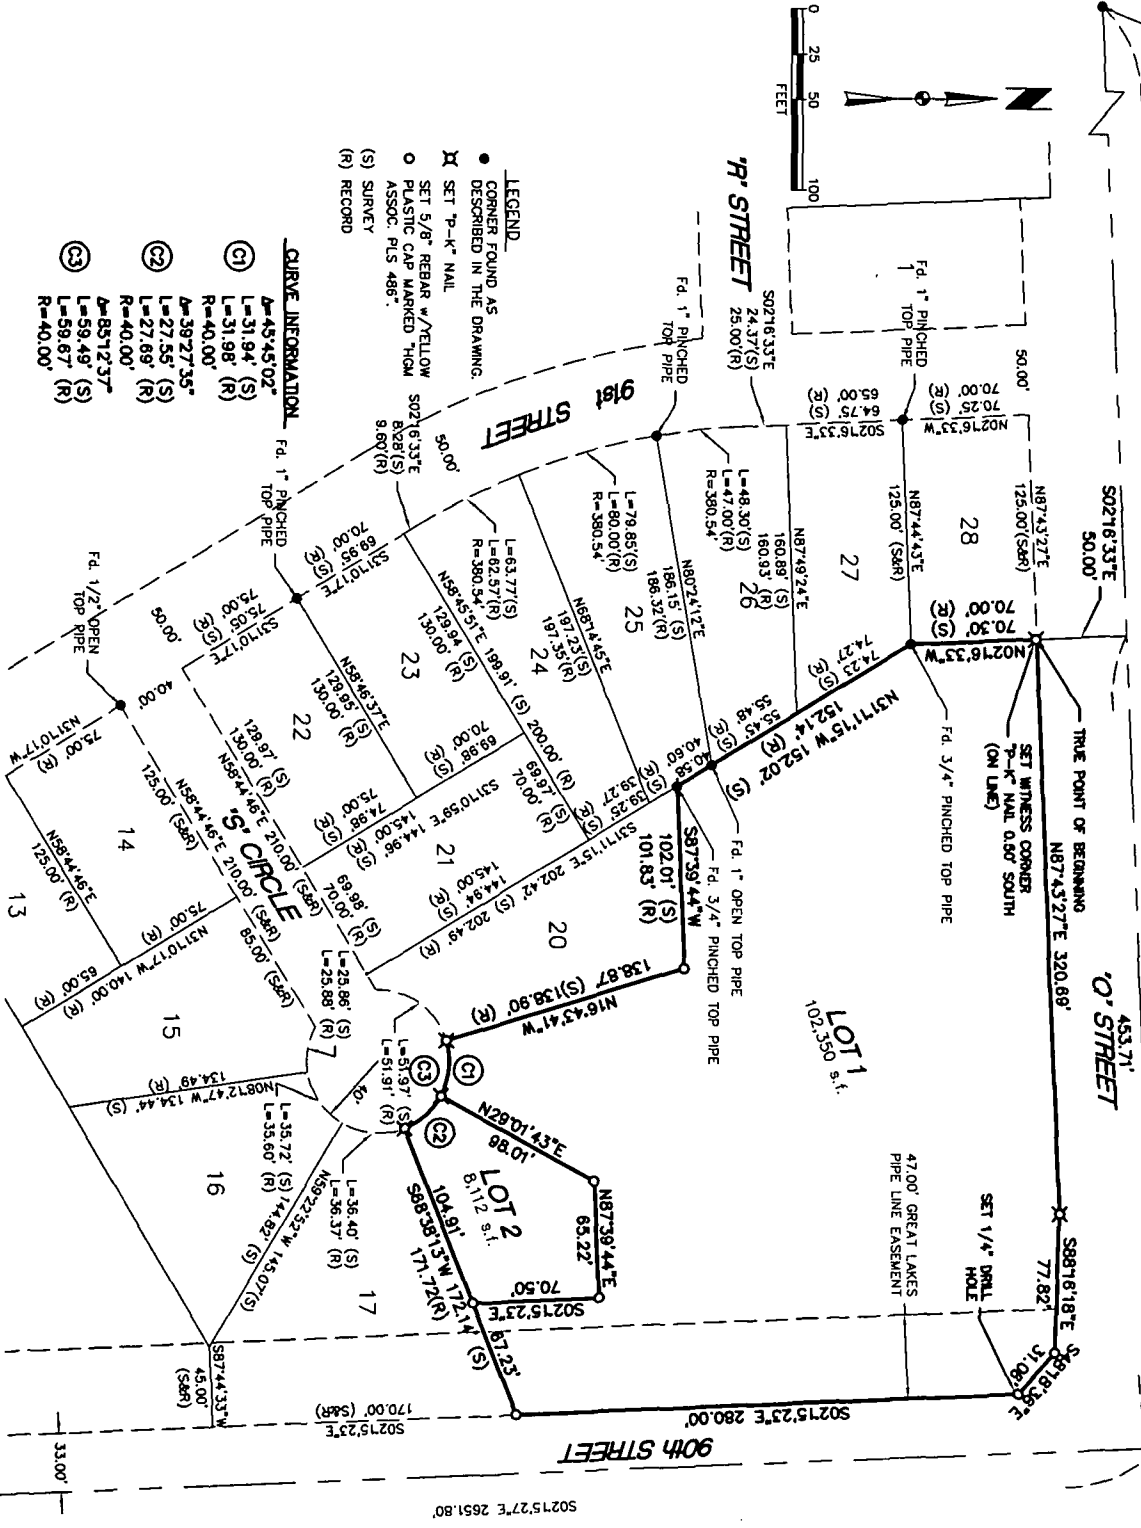 0 25 50 100
FEET
N
"R" STREET
S02°16'33"E
24.37'(S)
25.00'(R)
LEGEND
● CORNER FOUND AS
DESCRIBED IN THE DRAWING.
SET "P-K" NAIL
SET 5/8" REBAR w/YELLOW
O PLASTIC CAP MARKED "HGM
ASSOC. PLS 486".
(S) SURVEY
(R) RECORD
CURVE INFORMATION
C1
Δ=45°45'02"
L=31.94' (S)
L=31.98' (R)
R=40.00'
C2
Δ=39°27'35"
L=27.55' (S)
L=27.69' (R)
R=40.00'
C3
Δ=85°12'37"
L=59.49' (S)
L=59.67' (R)
R=40.00'
Fd. 1" PINCHED
TOP PIPE
Fd. 1" PINCHED
TOP PIPE
Fd. 1" PINCHED
TOP PIPE
Fd. 1/2" OPEN
TOP PIPE
91st STREET
50.00'
50.00'
50.00'
S02°16'33"E
8.28'(S)
9.60'(R)
N02°16'33"W
70.25' (S)
70.00' (R)
S02°16'33"E
64.75' (S)
65.00' (R)
N87°43'27"E
125.00'(S&R)
28
N87°44'43"E
125.00' (S&R)
27
N87°49'24"E
160.89' (S)
160.93' (R)
26
L=48.30'(S)
L=47.00'(R)
R=380.54'
N80°24'12"E
186.15' (S)
186.32'(R)
25
L=79.85'(S)
L=80.00'(R)
R=380.54'
N68°14'45"E
197.23'(S)
197.35'(R)
24
L=63.77'(S)
L=62.57'(R)
R=380.54'
N58°45'51"E 199.91' (S) 200.00' (R)
129.94 (S)
130.00' (R)
69.97' (S)
70.00' (R)
23
S31°10'17"E
69.95' (S)
70.00' (R)
N58°46'37"E
129.95' (S)
130.00' (R)
69.98' (S)
70.00' (R)
22
S31°10'17"E
75.05' (S)
75.00' (R)
74.98' (S)
75.00' (R)
S31°10'59"E 144.96' (S)
145.00' (R)
129.97' (S)
130.00' (R)
N58°44'46"E 210.00' (S&R)
69.98' (S)
70.00' (R)
21
"S" CIRCLE
N58°44'46"E 210.00' (S&R)
125.00' (S&R)
85.00' (S&R)
40.00'
N31°10'17"W
75.00' (R)
14
N58°44'46"E
125.00' (R)
13
75.00' (R)
N31°10'17"W 140.00' (R)
65.00' (R)
15
N08°12'47"W 134.44' (S)
134.49' (R)
16
L=25.86' (S)
L=25.88' (R)
L=51.97' (S)
L=51.91' (R)
40'
L=35.72' (S)
L=35.60' (R)
L=36.40' (S)
L=36.37' (R)
N59°22'52"W 145.07'(S)
144.82' (S)
17
S87°44'33"W
45.00'
(S&R)
S02°15'23"E
170.00' (S&R)
33.00'
S02°15'27"E 2651.80'
90th STREET
S02°16'33"E
50.00'
453.71'
"Q" STREET
TRUE POINT OF BEGINNING
SET WITNESS CORNER
"P-K" NAIL 0.50' SOUTH
(ON LINE)
N87°43'27"E 320.69'
S88°16'18"E
77.82'
S48°18'36"E
31.06'
SET 1/4" DRILL
HOLE
47.00' GREAT LAKES
PIPE LINE EASEMENT
S02°15'23"E 280.00'
N02°16'33"W
70.30' (S)
70.00' (R)
Fd. 3/4" PINCHED TOP PIPE
N31°11'15"W 152.02' (S)
152.14' (R)
74.23 (S)
74.27' (R)
55.45' (S)
55.48' (R)
40.58' (S)
40.60' (R)
39.25' (S)
39.27' (R)
Fd. 1" OPEN TOP PIPE
Fd. 3/4" PINCHED TOP PIPE
S87°39'44"W
102.01' (S)
101.83' (R)
S31°11'15"E 202.42' (S) 202.49' (R)
144.94' (S)
145.00' (R)
20
N16°43'41"W
138.87' (S)138.90' (R)
LOT 1
102,350 s.f.
C1
C3
C2
N29°01'43"E
98.01'
N87°39'44"E
65.22'
S02°15'23"E
70.50'
LOT 2
8,112 s.f.
104.91'
67.23'
S68°38'13"W 172.14' (S)
171.72(R)